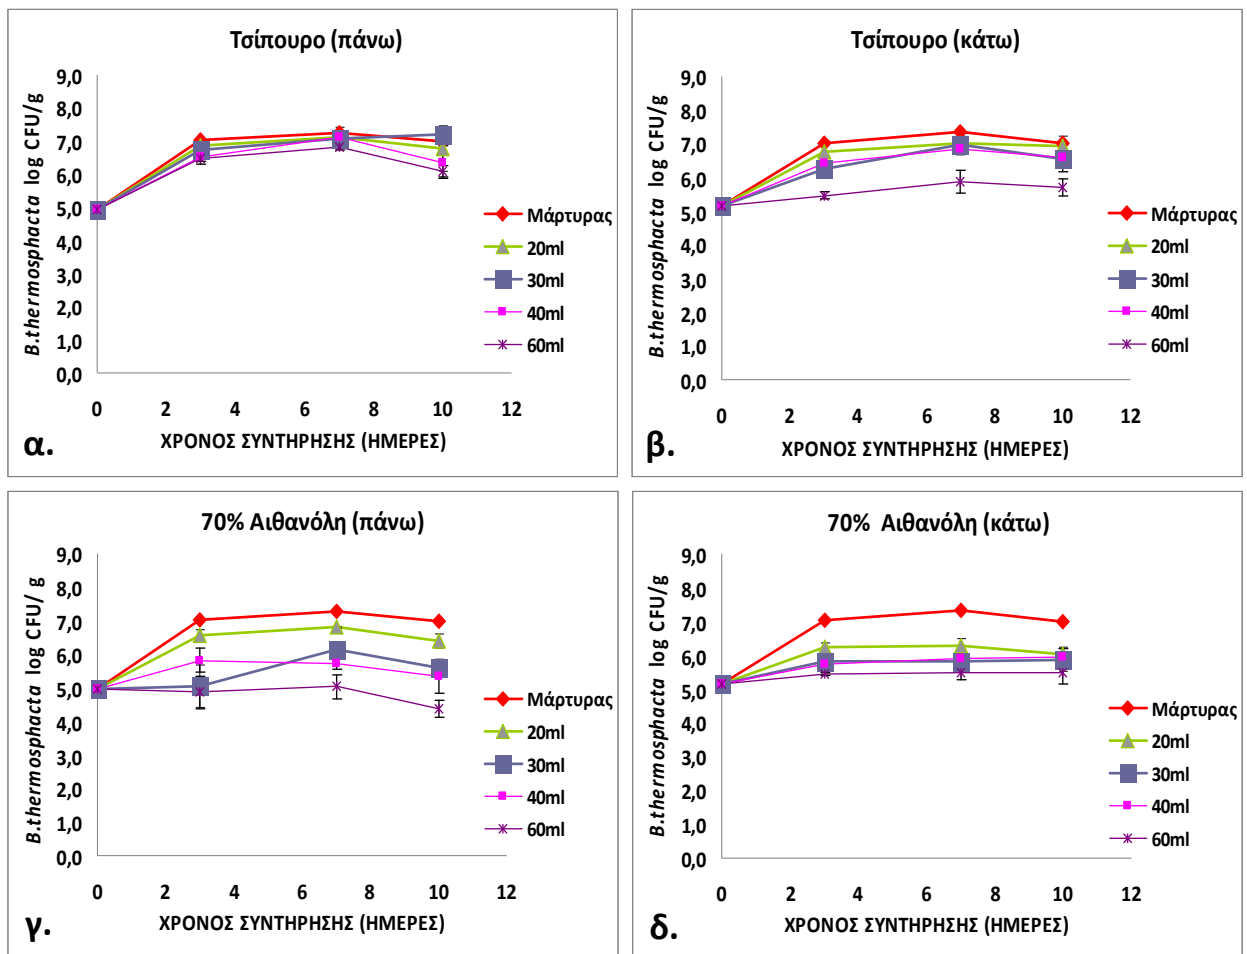 Τσίπουρο (πάνω)
B.thermosphacta log CFU/g
9,0
8,0
7,0
6,0
5,0
4,0
3,0
2,0
1,0
0,0
0 2 4 6 8 10 12
ΧΡΟΝΟΣ ΣΥΝΤΗΡΗΣΗΣ (ΗΜΕΡΕΣ)
Μάρτυρας
20ml
30ml
40ml
60ml
α.
Τσίπουρο (κάτω)
B.thermosphacta log CFU/g
9,0
8,0
7,0
6,0
5,0
4,0
3,0
2,0
1,0
0,0
0 2 4 6 8 10 12
ΧΡΟΝΟΣ ΣΥΝΤΗΡΗΣΗΣ (ΗΜΕΡΕΣ)
Μάρτυρας
20ml
30ml
40ml
60ml
β.
70% Αιθανόλη (πάνω)
B.thermosphacta log CFU/ g
9,0
8,0
7,0
6,0
5,0
4,0
3,0
2,0
1,0
0,0
0 2 4 6 8 10 12
ΧΡΟΝΟΣ ΣΥΝΤΗΡΗΣΗΣ (ΗΜΕΡΕΣ)
Μάρτυρας
20ml
30ml
40ml
60ml
γ.
70% Αιθανόλη (κάτω)
B.thermosphacta log CFU/g
9,0
8,0
7,0
6,0
5,0
4,0
3,0
2,0
1,0
0,0
0 2 4 6 8 10 12
ΧΡΟΝΟΣ ΣΥΝΤΗΡΗΣΗΣ (ΗΜΕΡΕΣ)
Μάρτυρας
20ml
30ml
40ml
60ml
δ.